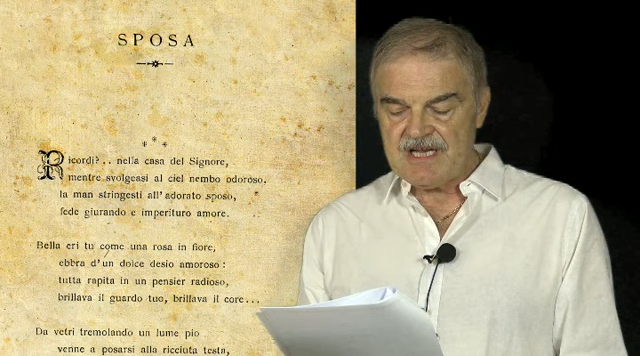 SPOSA
* * *
Ricordi?.. nella casa del Signore,
mentre svolgeasi al ciel nembo odoroso.
la man stringesti all'adorato sposo,
fede giurando e imperituro amore.
Bella eri tu come una rosa in fiore,
ebbra d'un dolce desio amoroso:
tutta rapita in un pensier radioso,
brillava il guardo tuo, brillava il core...
Da vetri tremolando un lume pio
venne a posarsi alla ricciuta testa,